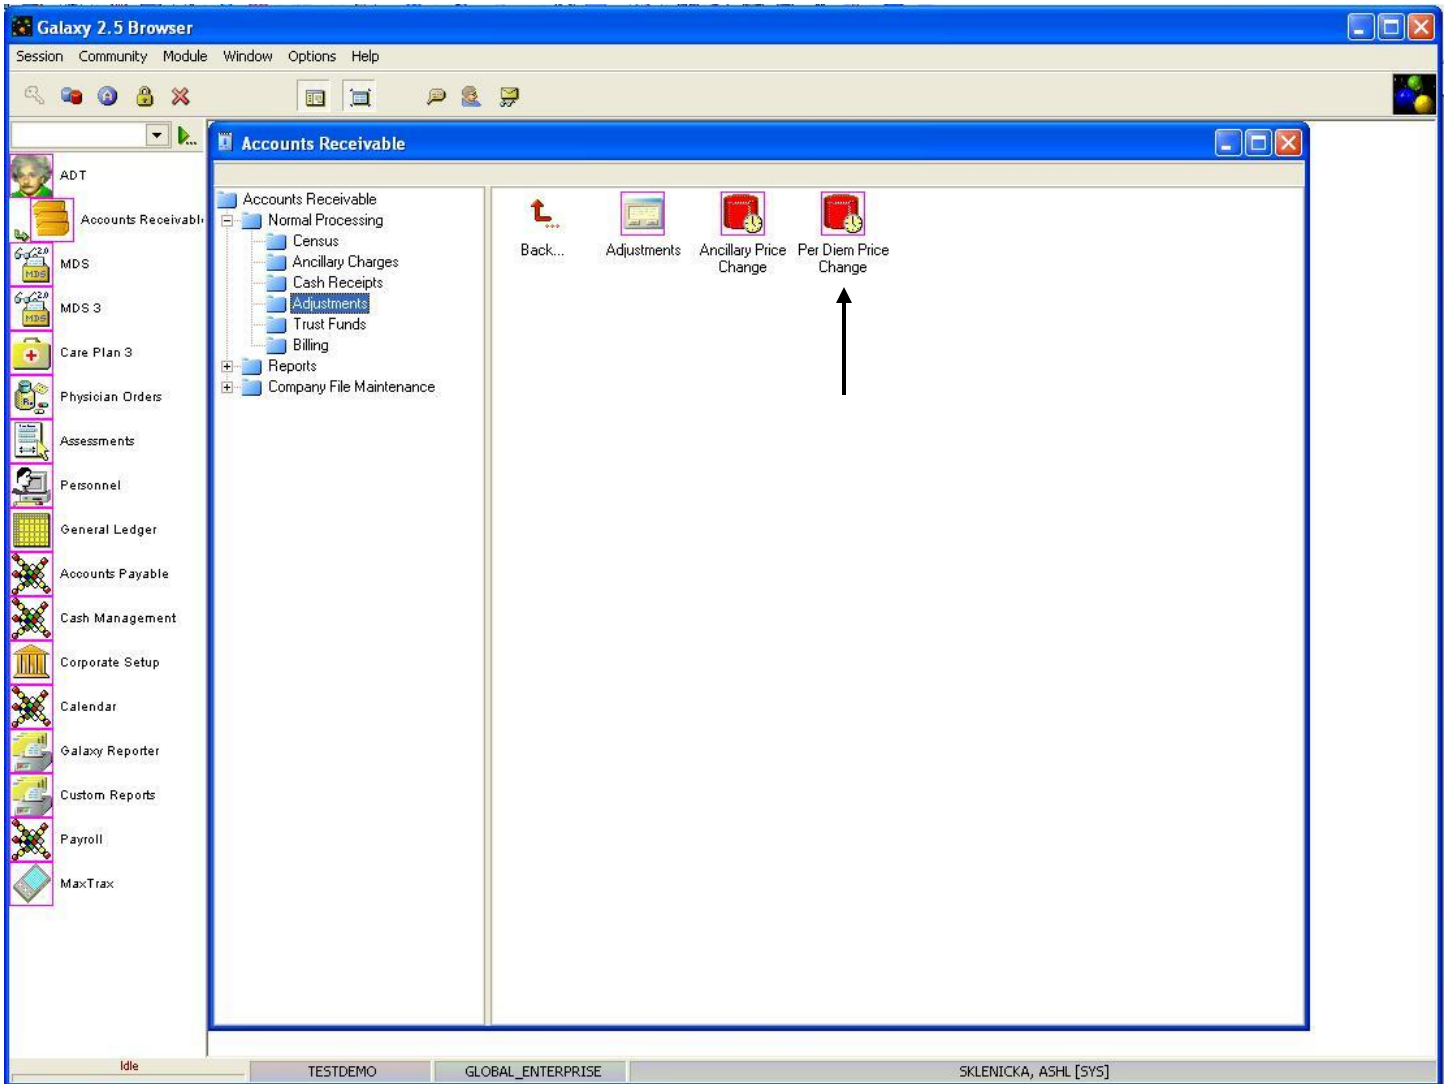 Galaxy 2.5 Browser
Session Community Module Window Options Help
Accounts Receivable
ADT
Accounts Receivabl
MDS
MDS 3
Care Plan 3
Physician Orders
Assessments
Personnel
General Ledger
Accounts Payable
Cash Management
Corporate Setup
Calendar
Galaxy Reporter
Custom Reports
Payroll
MaxTrax
Accounts Receivable
Normal Processing
Census
Ancillary Charges
Cash Receipts
Adjustments
Trust Funds
Billing
Reports
Company File Maintenance
Back...
Adjustments
Ancillary Price
Change
Per Diem Price
Change
Idle TESTDEMO GLOBAL_ENTERPRISE SKLENICKA, ASHL [SYS]